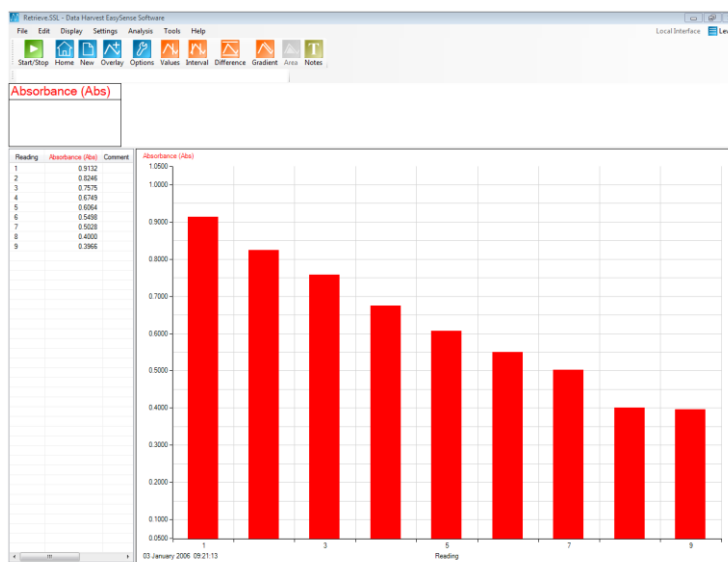 Retrieve.SSL - Data Harvest EasySense Software
File Edit Display Settings Analysis Tools Help
Local Interface
Start/Stop Home New Overlay Options Values Interval Difference Gradient Area Notes
Absorbance (Abs)
Reading Absorbance (Abs) Comment
1 0.9132
2 0.8246
3 0.7575
4 0.6749
5 0.6064
6 0.5498
7 0.5028
8 0.4000
9 0.3966
Absorbance (Abs)
1.0500
1.0000
0.9000
0.8000
0.7000
0.6000
0.5000
0.4000
0.3000
0.2000
0.1000
0.0500
1 3 5 7 9
03 January 2006 09:21:13 Reading